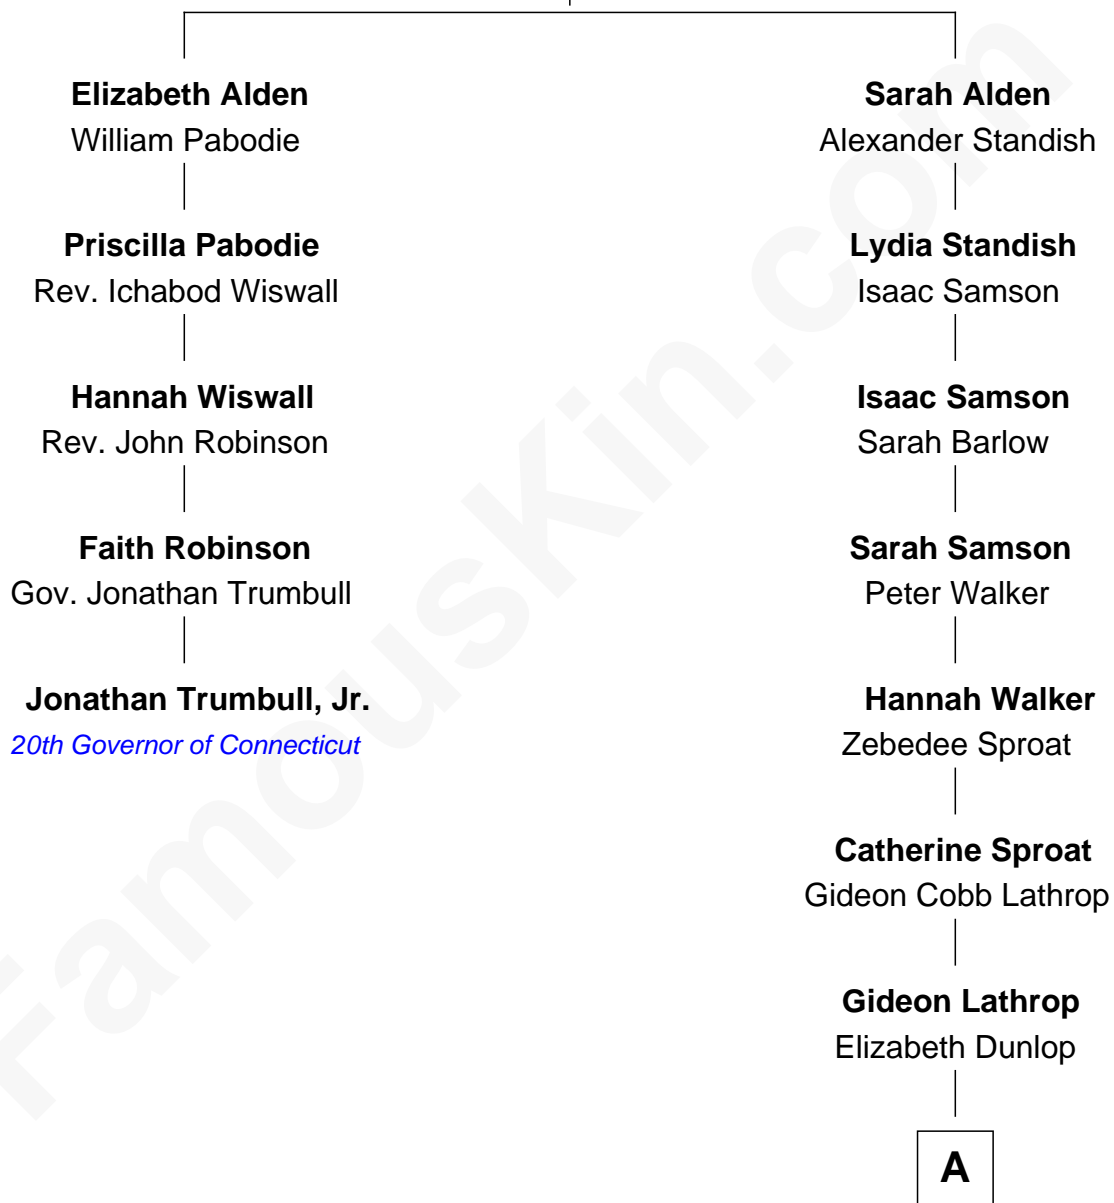 Elizabeth Alden
William Pabodie
Priscilla Pabodie
Rev. Ichabod Wiswall
Hannah Wiswall
Rev. John Robinson
Faith Robinson
Gov. Jonathan Trumbull
Jonathan Trumbull, Jr.
20th Governor of Connecticut
Sarah Alden
Alexander Standish
Lydia Standish
Isaac Samson
Isaac Samson
Sarah Barlow
Sarah Samson
Peter Walker
Hannah Walker
Zebedee Sproat
Catherine Sproat
Gideon Cobb Lathrop
Gideon Lathrop
Elizabeth Dunlop
A
FamousKin.com